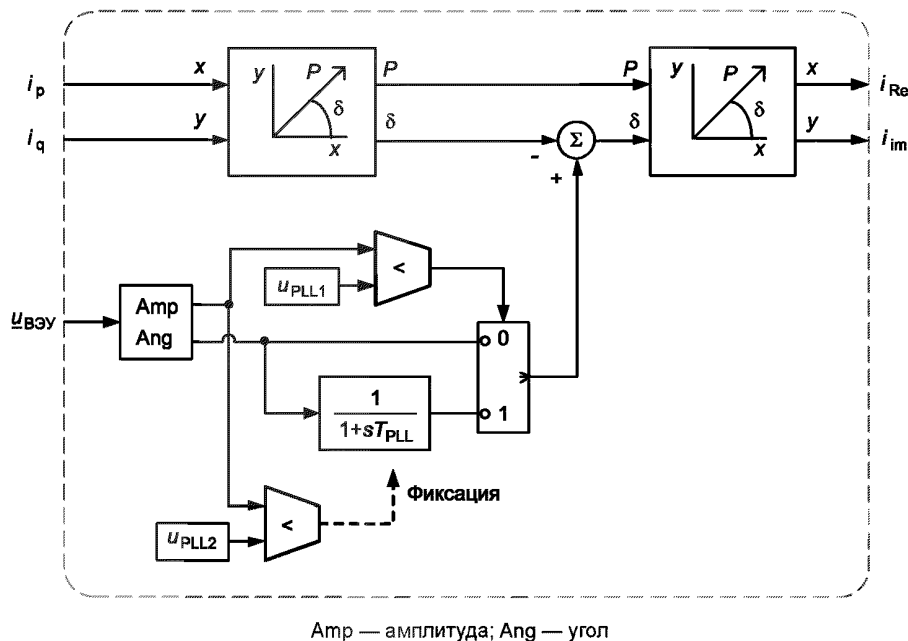 i_p x y P δ x P P x y P δ x x i_Re
i_q y δ - Σ δ y i_im
+
<
u_PLL1
u_ВЭУ Amp
Ang
0
1
1
1+sT_PLL
Фиксация
<
u_PLL2
Amp — амплитуда; Ang — угол